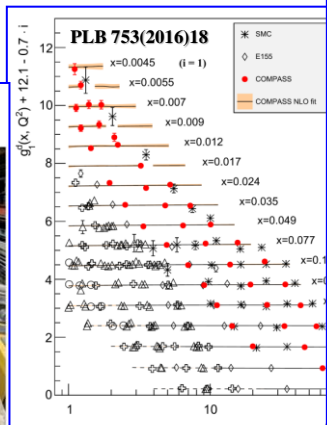 PLB 753(2016)18
(i = 1)
g₁ᵈ(x, Q²) + 12.1 - 0.7 · i
SMC
E155
COMPASS
COMPASS NLO fit
x=0.0045
x=0.0055
x=0.007
x=0.009
x=0.012
x=0.017
x=0.024
x=0.035
x=0.049
x=0.077
12
10
8
6
4
2
0
1
10